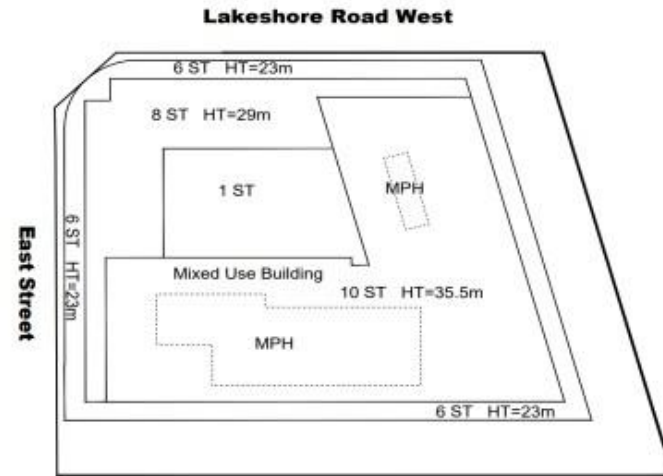 Lakeshore Road West
6 ST HT=23m
8 ST HT=29m
MPH
1 ST
East Street
6 ST HT=23m
Mixed Use Building
10 ST HT=35.5m
MPH
6 ST HT=23m